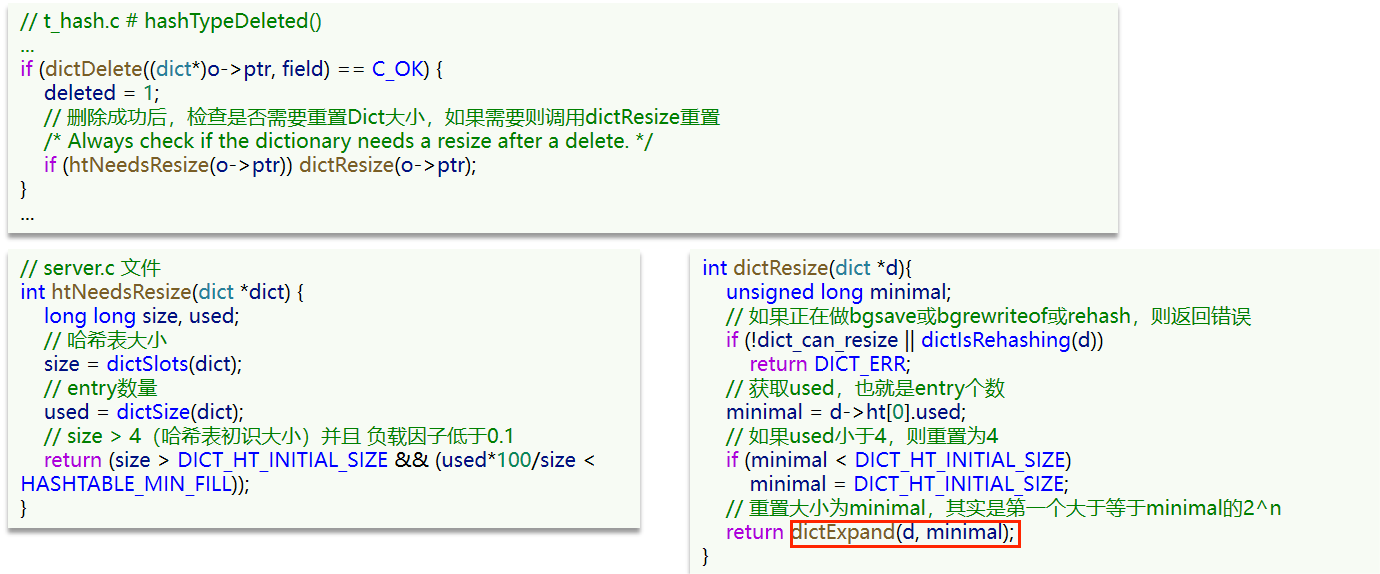 // t_hash.c # hashTypeDeleted()
...
if (dictDelete((dict*)o->ptr, field) == C_OK) {
deleted = 1;
// 删除成功后，检查是否需要重置Dict大小，如果需要则调用dictResize重置
/* Always check if the dictionary needs a resize after a delete. */
if (htNeedsResize(o->ptr)) dictResize(o->ptr);
}
...
// server.c 文件
int htNeedsResize(dict *dict) {
long long size, used;
// 哈希表大小
size = dictSlots(dict);
// entry数量
used = dictSize(dict);
// size > 4（哈希表初识大小）并且 负载因子低于0.1
return (size > DICT_HT_INITIAL_SIZE && (used*100/size <
HASHTABLE_MIN_FILL));
}
int dictResize(dict *d){
unsigned long minimal;
// 如果正在做bgsave或bgrewriteof或rehash，则返回错误
if (!dict_can_resize || dictIsRehashing(d))
return DICT_ERR;
// 获取used，也就是entry个数
minimal = d->ht[0].used;
// 如果used小于4，则重置为4
if (minimal < DICT_HT_INITIAL_SIZE)
minimal = DICT_HT_INITIAL_SIZE;
// 重置大小为minimal，其实是第一个大于等于minimal的2^n
return dictExpand(d, minimal);
}